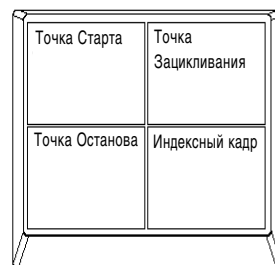 Точка Старта
Точка
Зацикливания
Точка Останова
Индексный кадр